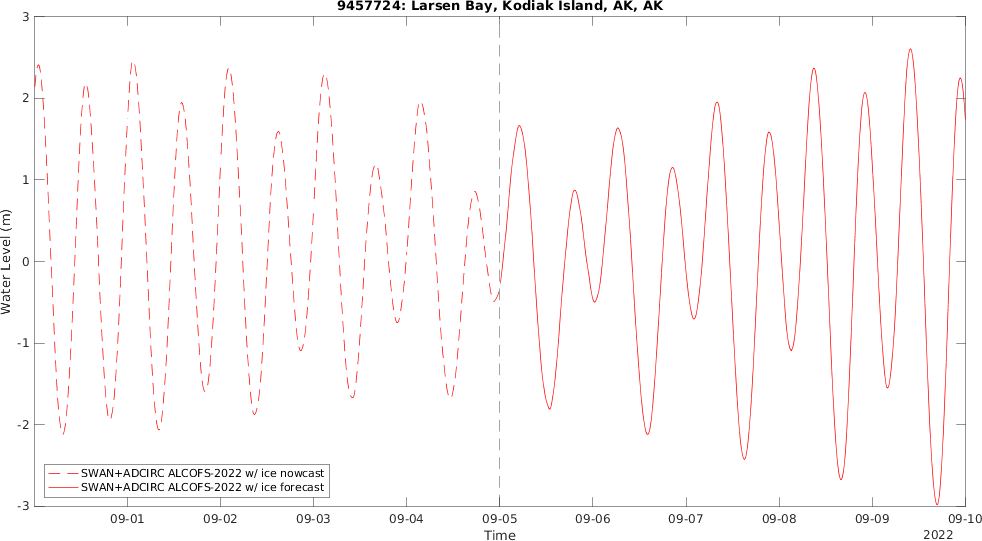 9457724: Larsen Bay, Kodiak Island, AK, AK
3
2
1
0
-1
-2
-3
Water Level (m)
SWAN+ADCIRC ALCOFS-2022 w/ ice nowcast
SWAN+ADCIRC ALCOFS-2022 w/ ice forecast
09-01 09-02 09-03 09-04 09-05 09-06 09-07 09-08 09-09 09-10
Time
2022